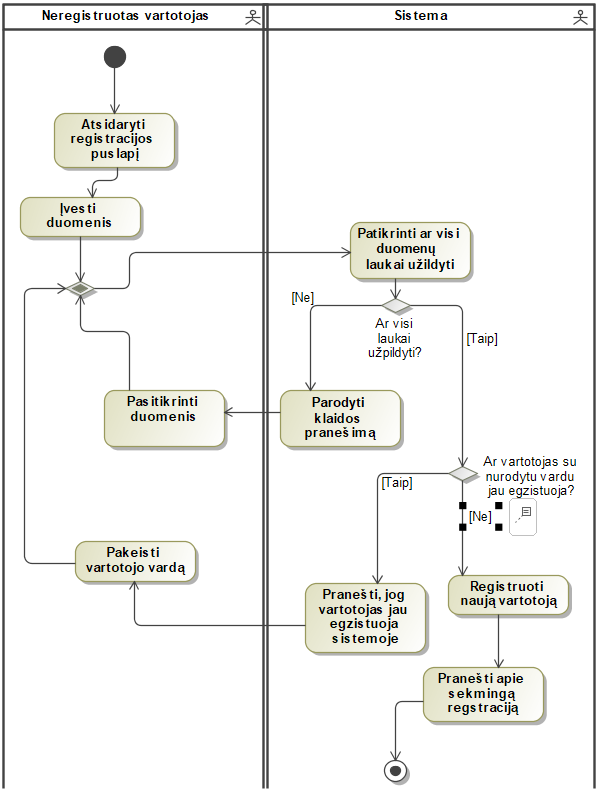 Neregistruotas vartotojas
Sistema
Atsidaryti
registracijos
puslapį
Įvesti
duomenis
Patikrinti ar visi
duomenų
laukai užildyti
[Ne]
Ar visi
laukai
užpildyti?
[Taip]
Pasitikrinti
duomenis
Parodyti
klaidos
pranešimą
Ar vartotojas su
nurodytu vardu
jau egzistuoja?
[Taip]
[Ne]
Pakeisti
vartotojo vardą
Pranešti, jog
vartotojas jau
egzistuoja
sistemoje
Registruoti
naują vartotoją
Pranešti apie
sekmingą
regstraciją